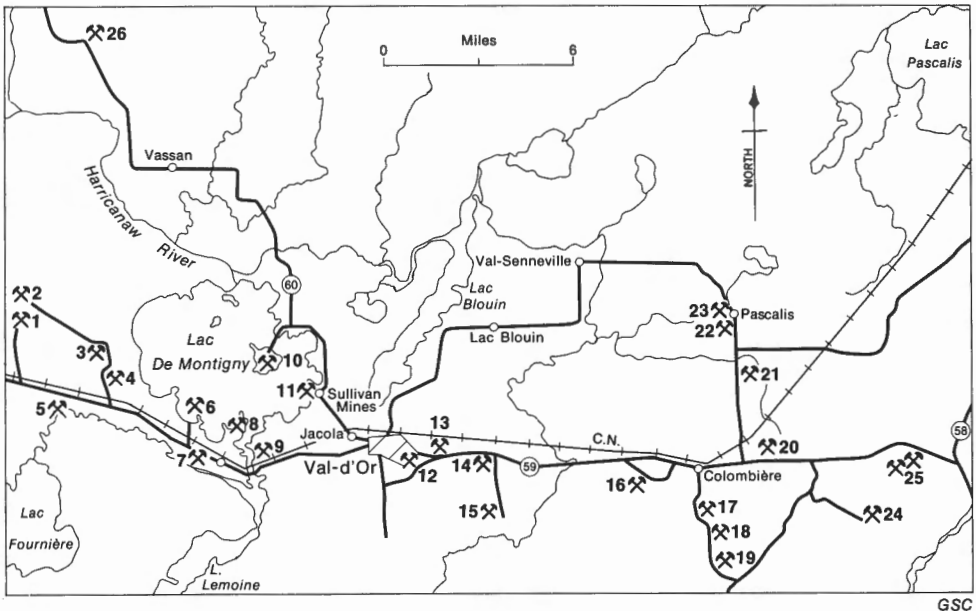 26
Miles
0
6
Lac
Pascalis
NORTH
Vassan
Harricanaw
River
60
Val-Senneville
Lac
Blouin
Lac Blouin
2
1
3
4
5
Lac
De Montigny
10
11
Sullivan
Mines
23
Pascalis
22
21
6
8
7
9
Jacola
Val-d'Or
13
C.N.
12
14
59
15
16
Colombière
20
58
25
17
18
19
24
Lac
Fournière
L.
Lemoine
GSC